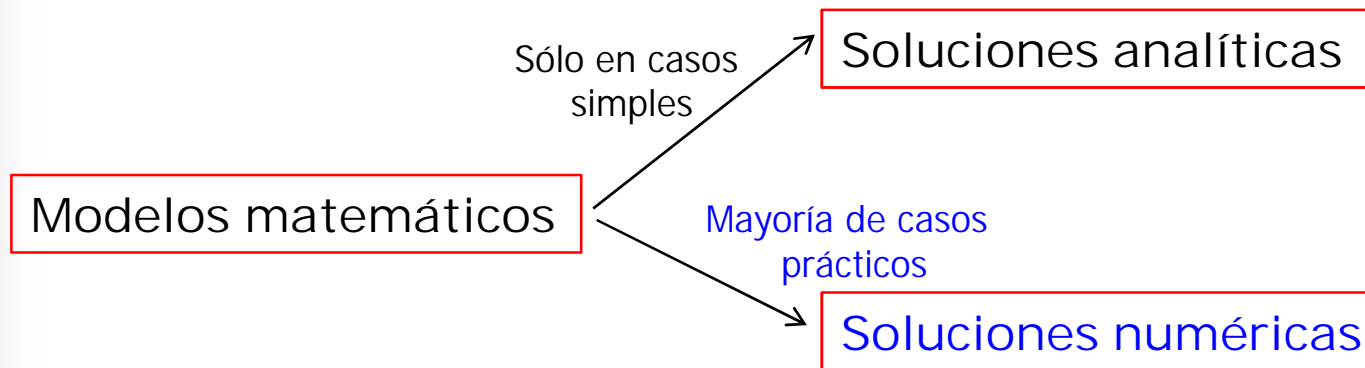 Sólo en casos
simples
Soluciones analíticas
Modelos matemáticos
Mayoría de casos
prácticos
Soluciones numéricas